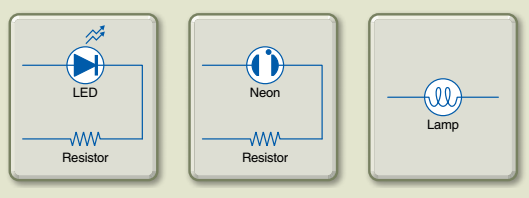 LED
Resistor
Neon
Resistor
Lamp